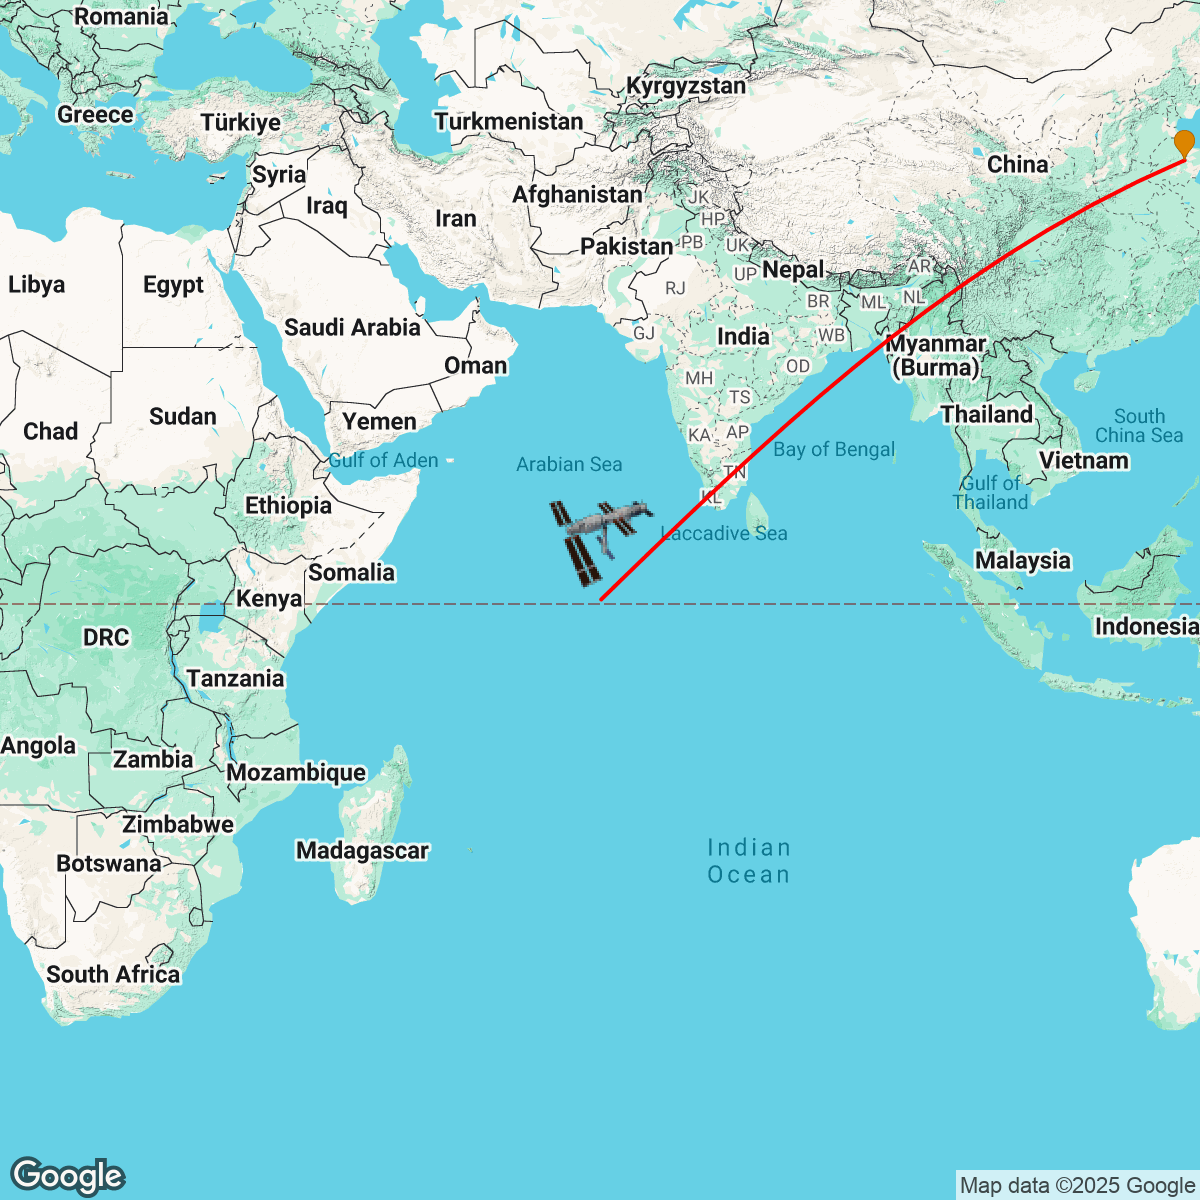 Romania
Kyrgyzstan
Greece
Türkiye
Turkmenistan
China
Syria
Afghanistan
JK
Iraq
Iran
HP
Pakistan
PB
UK
Nepal
AR
UP
Libya
Egypt
RJ
BR
ML
NL
Saudi Arabia
GJ
India
WB
Myanmar
(Burma)
Oman
OD
MH
TS
Sudan
Yemen
Thailand
South
China Sea
Chad
KA
AP
Bay of Bengal
Gulf of Aden
Arabian Sea
Vietnam
TN
Gulf of
Thailand
KL
Ethiopia
Laccadive Sea
Malaysia
Somalia
Kenya
Indonesia
DRC
Tanzania
Angola
Zambia
Mozambique
Zimbabwe
Madagascar
Indian
Ocean
Botswana
South Africa
Google
Map data ©2025 Google